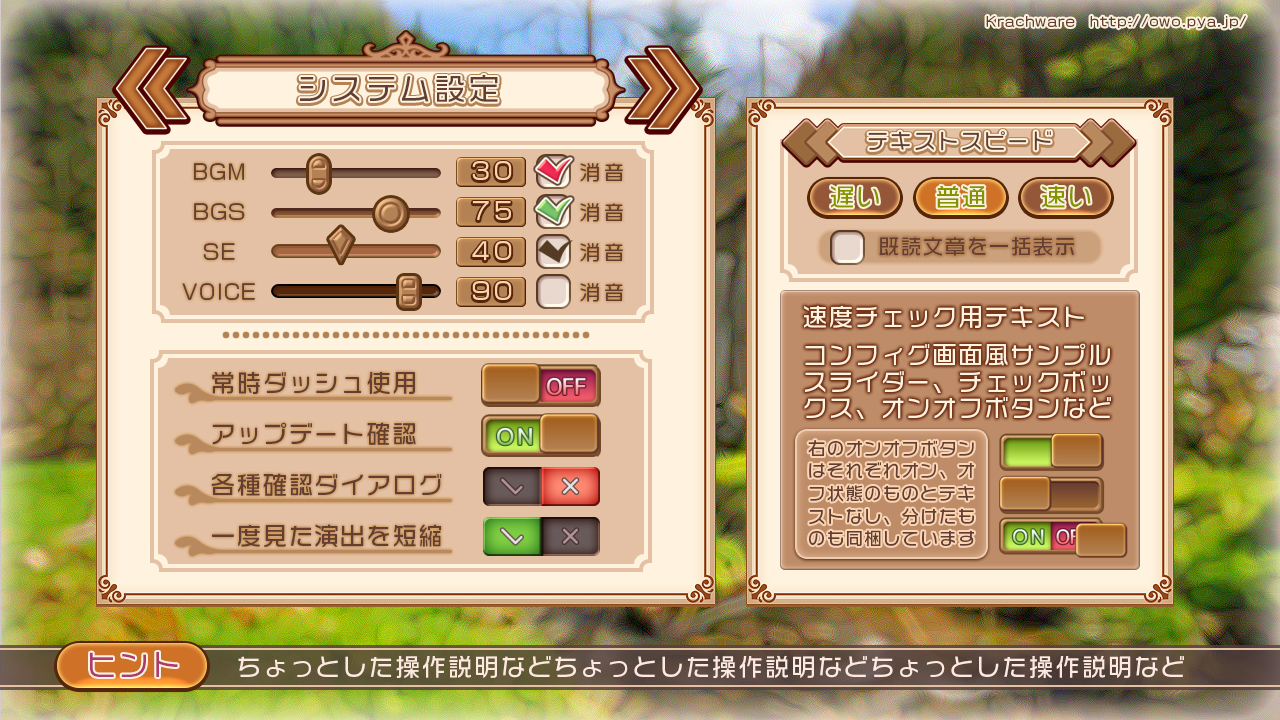 Krachware http://owo.pya.jp/
システム設定
BGM 30 消音
BGS 75 消音
SE 40 消音
VOICE 90 消音
常時ダッシュ使用 OFF
アップデート確認 ON
各種確認ダイアログ
一度見た演出を短縮
テキストスピード
遅い 普通 速い
既読文章を一括表示
速度チェック用テキスト
コンフィグ画面風サンプル
スライダー、チェックボッ
クス、オンオフボタンなど
右のオンオフボタン
はそれぞれオン、オ
フ状態のものとテキ
ストなし、分けたも
のも同梱しています
ON OF
ヒント
ちょっとした操作説明などちょっとした操作説明などちょっとした操作説明など